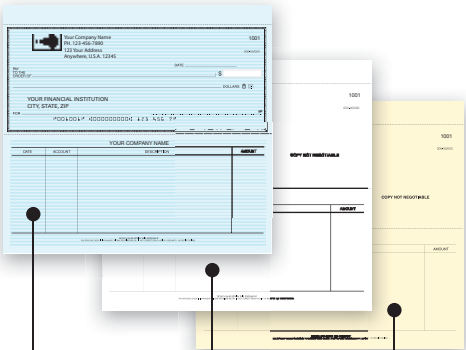 Your Company Name
PH. 123-456-7890
123 Your Address
Anywhere, U.S.A. 12345
1001
DATE
PAY
TO THE
ORDER OF
$
DOLLARS
YOUR FINANCIAL INSTITUTION
CITY, STATE, ZIP
FOR
YOUR COMPANY NAME
DATE ACCOUNT DESCRIPTION AMOUNT
1001
COPY NOT NEGOTIABLE
AMOUNT
1001
COPY NOT NEGOTIABLE
AMOUNT